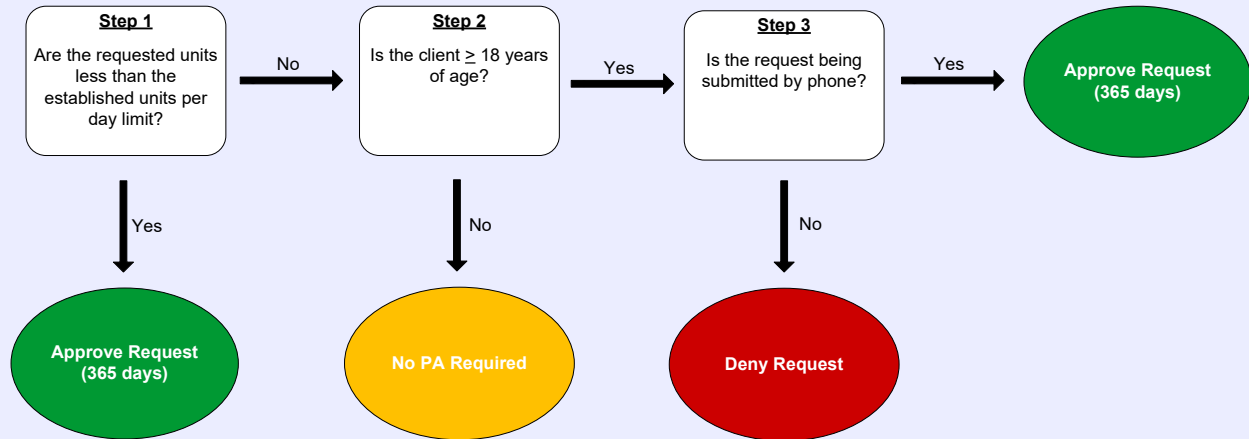 Step 1
Are the requested units
less than the
established units per
day limit?
No
Step 2
Is the client ≥ 18 years
of age?
Yes
Step 3
Is the request being
submitted by phone?
Yes
Approve Request
(365 days)
Yes
No
No
Approve Request
(365 days)
No PA Required
Deny Request